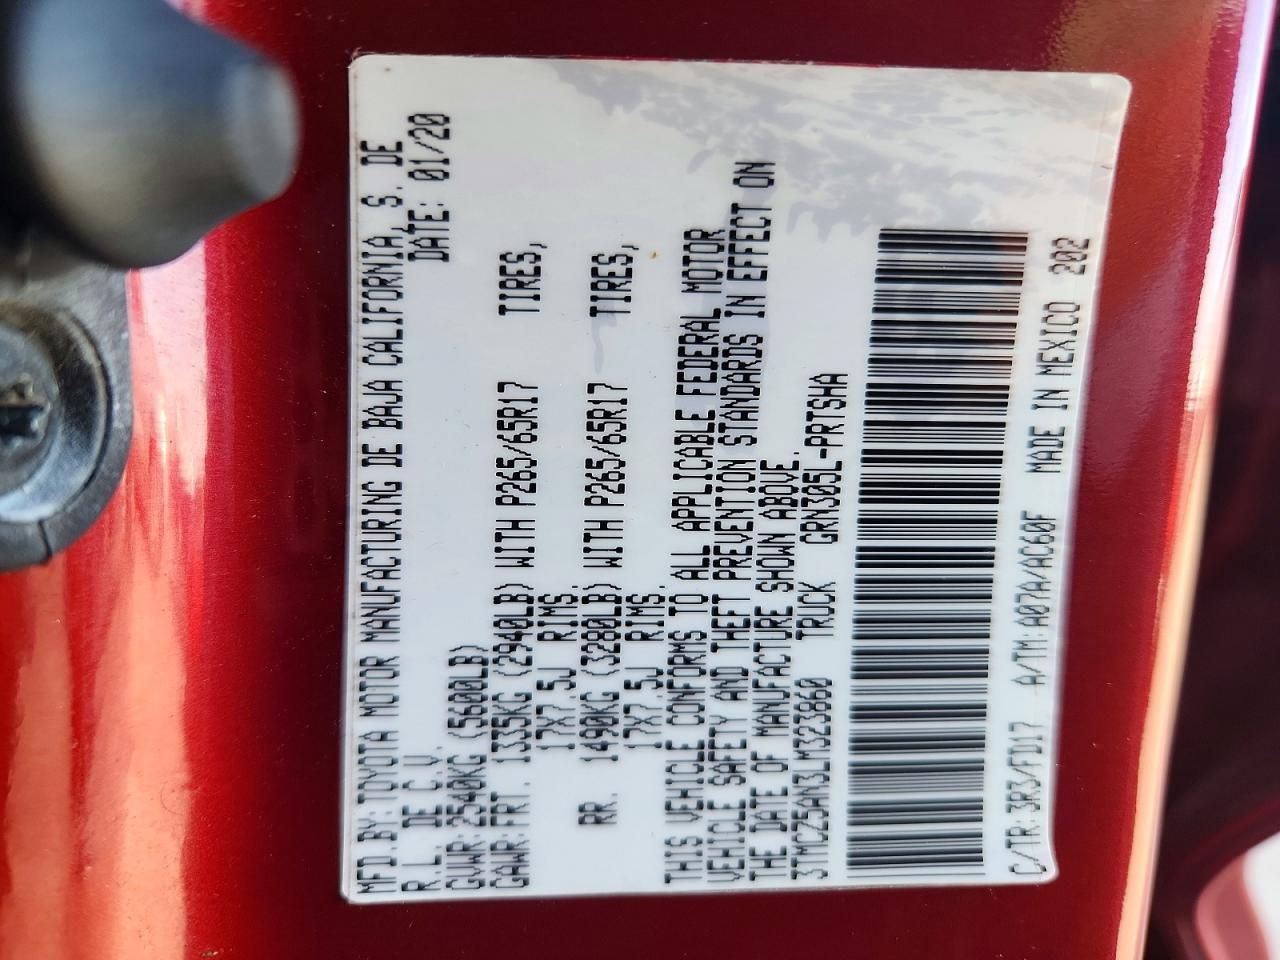 MFD.BY:TOYOTA MOTOR MANUFACTURING DE BAJA CALIFORNIA, S. DE
R.L. DE C.V. DATE: 01/20
GVWR:2540KG (5600LB)
GAWR:FRT. 1335KG (2940LB) WITH P265/65R17 TIRES,
17X7.5J RIMS,
RR. 1490KG (3280LB) WITH P265/65R17 TIRES,
17X7.5J RIMS.
THIS VEHICLE CONFORMS TO ALL APPLICABLE FEDERAL MOTOR
VEHICLE SAFETY AND THEFT PREVENTION STANDARDS IN EFFECT ON
THE DATE OF MANUFACTURE SHOWN ABOVE.
3TMCZ5AN3LM323860 TRUCK GRN305L-PRTSHA
C/TR:3R3/FD17 A/TM:A07A/AC60F MADE IN MEXICO 202